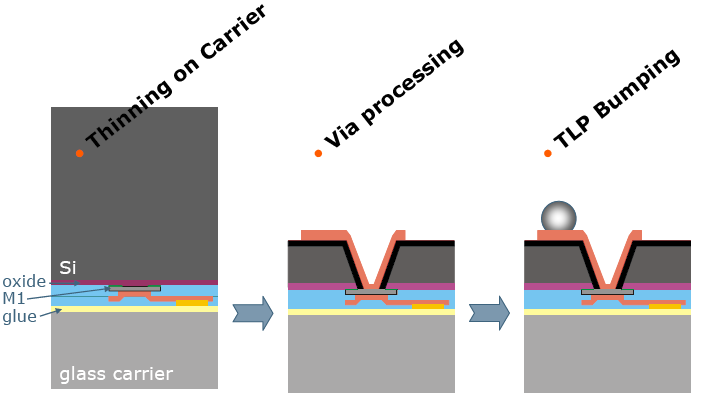 Thinning on Carrier
Via processing
TLP Bumping
Si
oxide
M1
glue
glass carrier